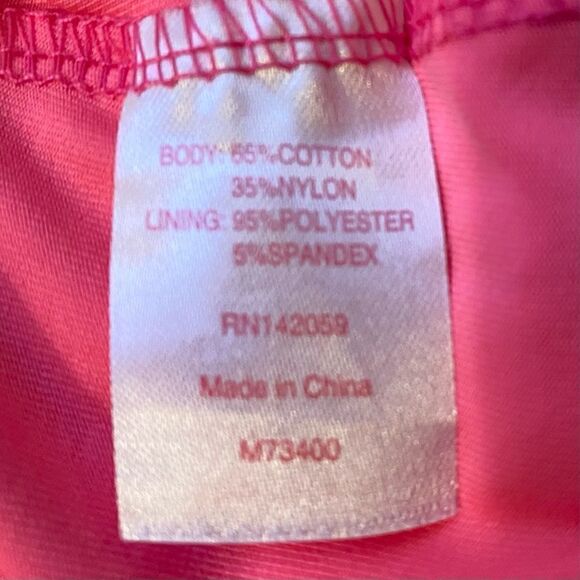 BODY: 65%COTTON
35%NYLON
LINING: 95%POLYESTER
5%SPANDEX
RN142059
Made in China
M73400